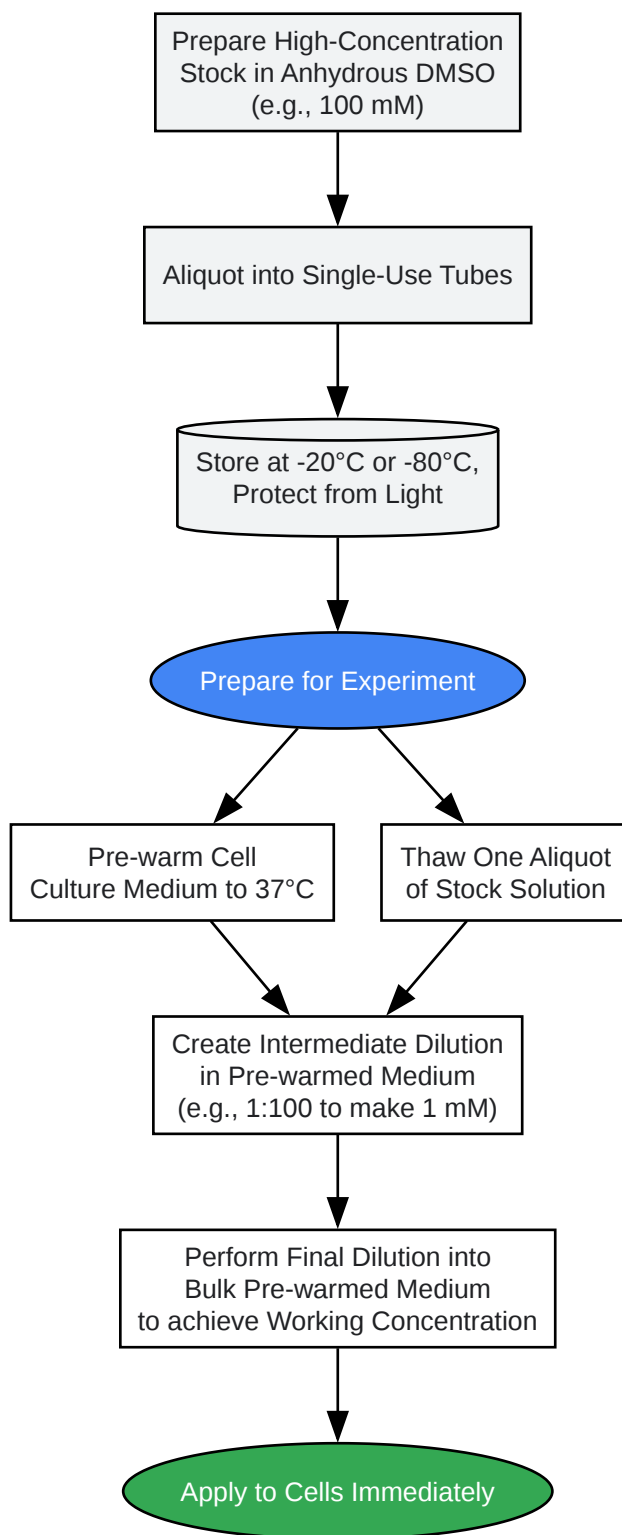 Prepare High-Concentration
Stock in Anhydrous DMSO
(e.g., 100 mM)
Aliquot into Single-Use Tubes
Store at -20°C or -80°C,
Protect from Light
Prepare for Experiment
Pre-warm Cell
Culture Medium to 37°C
Thaw One Aliquot
of Stock Solution
Create Intermediate Dilution
in Pre-warmed Medium
(e.g., 1:100 to make 1 mM)
Perform Final Dilution into
Bulk Pre-warmed Medium
to achieve Working Concentration
Apply to Cells Immediately